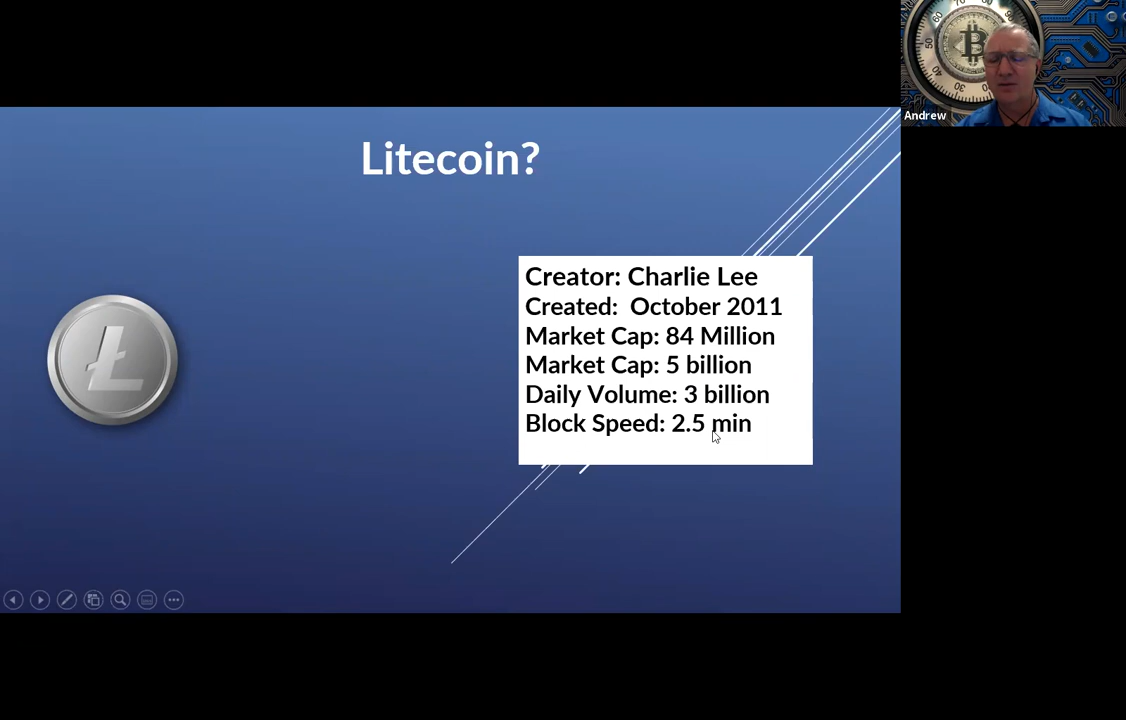 Litecoin?
Creator: Charlie Lee
Created: October 2011
Market Cap: 84 Million
Market Cap: 5 billion
Daily Volume: 3 billion
Block Speed: 2.5 min
Andrew